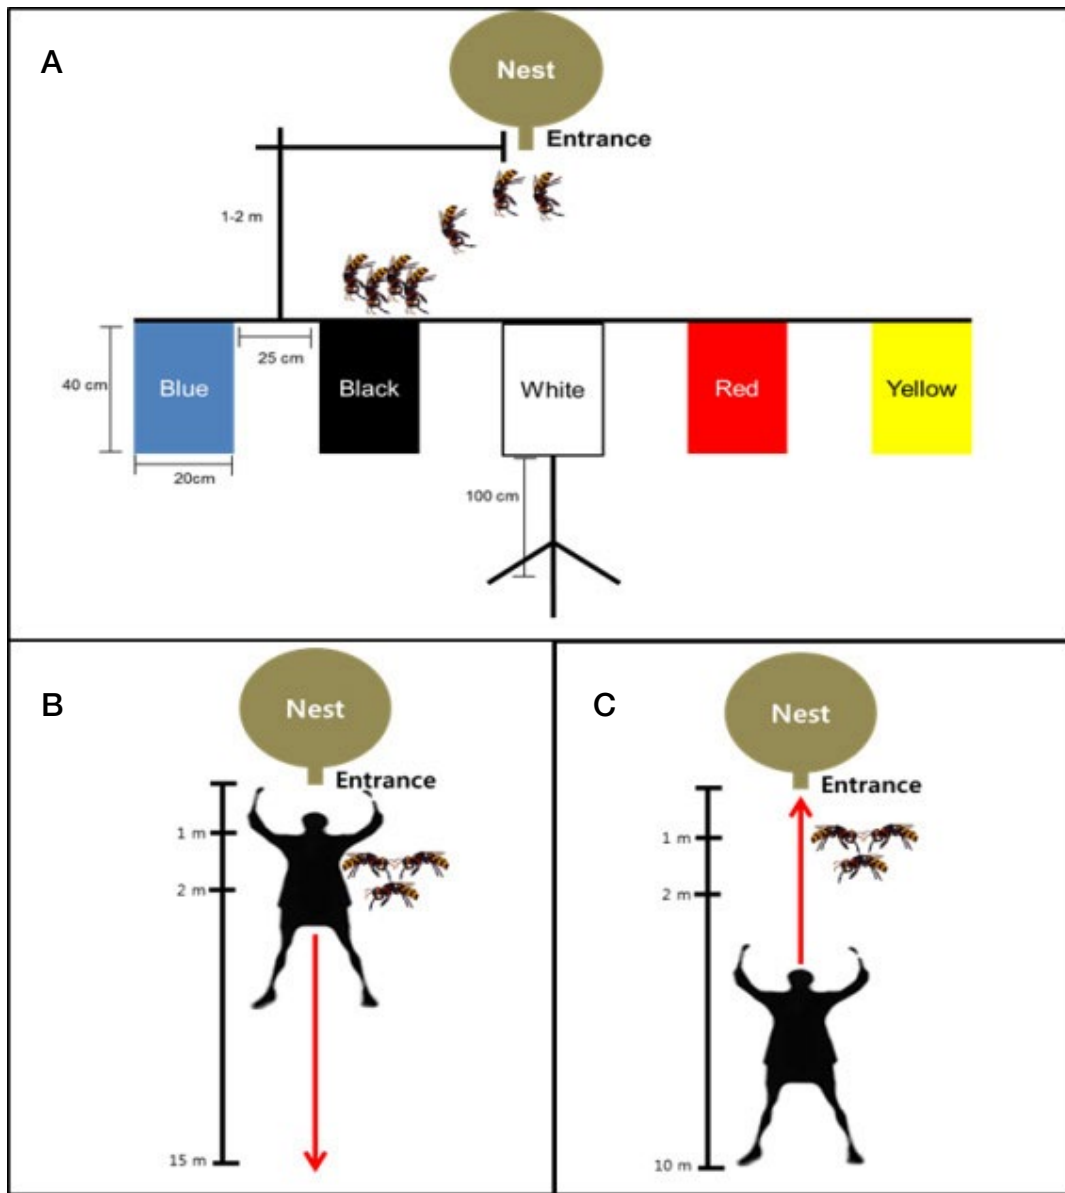 A
Nest
Entrance
1-2 m
25 cm
40 cm
Blue
Black
White
Red
Yellow
20cm
100 cm
B
Nest
Entrance
1 m
2 m
15 m
C
Nest
Entrance
1 m
2 m
10 m